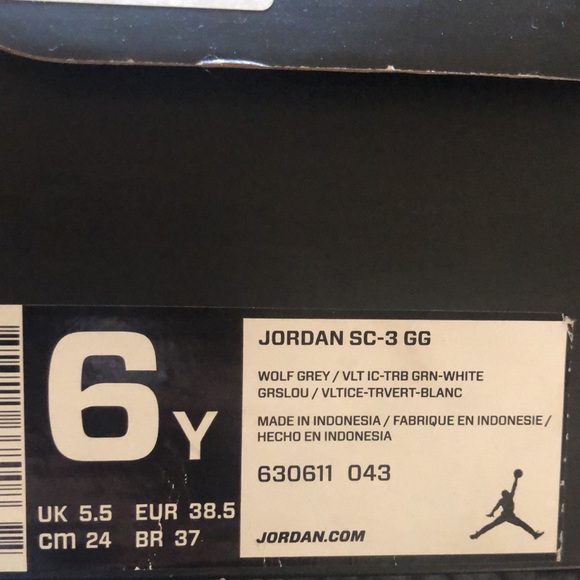 6Y
UK 5.5 EUR 38.5
cm 24 BR 37
JORDAN SC-3 GG
WOLF GREY / VLT IC-TRB GRN-WHITE
GRSLOU / VLTICE-TRVERT-BLANC
MADE IN INDONESIA / FABRIQUE EN INDONESIE /
HECHO EN INDONESIA
630611 043
JORDAN.COM